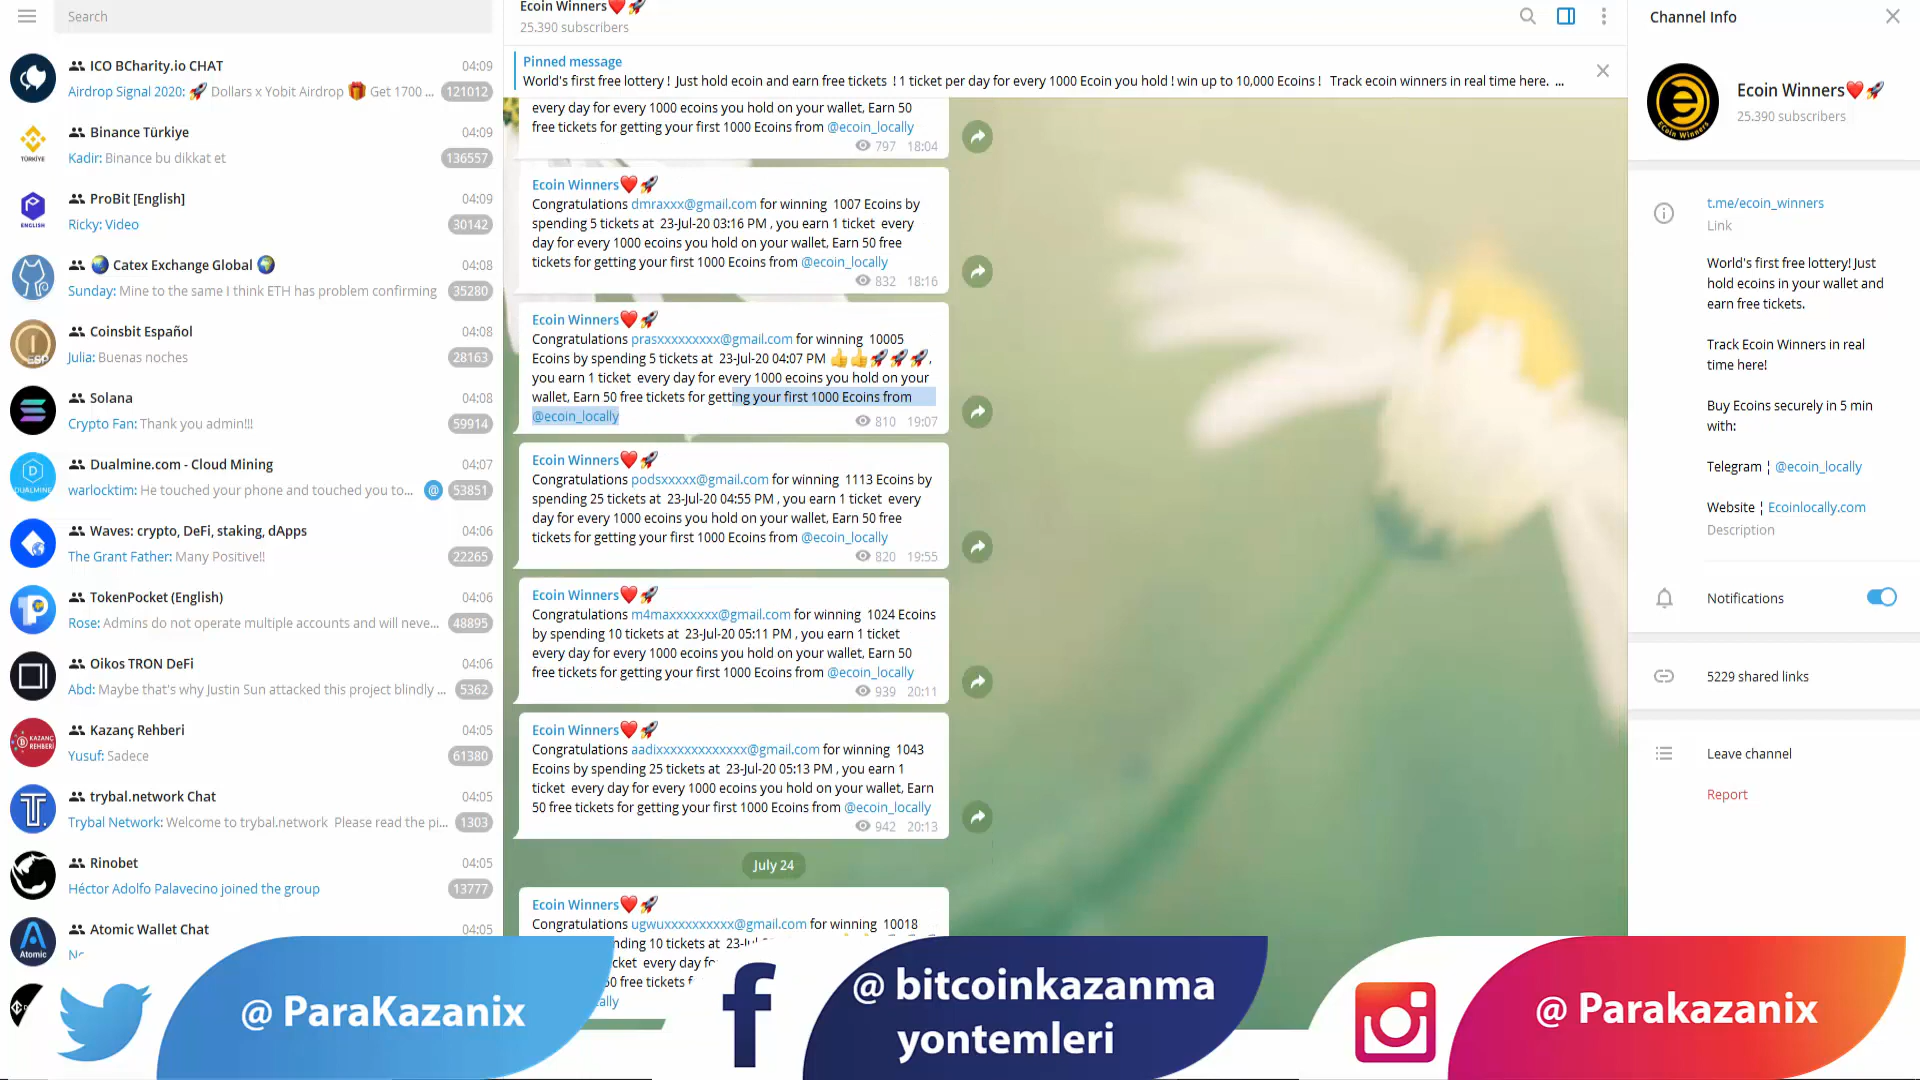 Search
ICO BCharity.io CHAT 04:09
Airdrop Signal 2020: 🚀 Dollars x Yobit Airdrop 🎁 Get 1700 ... 121012
Binance Türkiye 04:09
Kadir: Binance bu dikkat et 136557
TÜRKİYE
ProBit [English] 04:09
Ricky: Video 30142
ENGLISH
🌏 Catex Exchange Global 🌍 04:08
Sunday: Mine to the same I think ETH has problem confirming 35280
Coinsbit Español 04:08
Julia: Buenas noches 28163
ESP
Solana 04:08
Crypto Fan: Thank you admin!!! 59914
Dualmine.com - Cloud Mining 04:07
warlocktim: He touched your phone and touched you to... @ 53851
DUALMINE
Waves: crypto, DeFi, staking, dApps 04:06
The Grant Father: Many Positive!! 22265
TokenPocket (English) 04:06
Rose: Admins do not operate multiple accounts and will neve... 48895
Oikos TRON DeFi 04:06
Abd: Maybe that's why Justin Sun attacked this project blindly ... 5362
Kazanç Rehberi 04:05
Yusuf: Sadece 61380
KAZANÇ
REHBERİ
trybal.network Chat 04:05
Trybal Network: Welcome to trybal.network Please read the pi... 1303
Rinobet 04:05
Héctor Adolfo Palavecino joined the group 13777
Atomic Wallet Chat 04:05
Atomic
Ecoin Winners❤️🚀
25.390 subscribers
Pinned message
World's first free lottery ! Just hold ecoin and earn free tickets ! 1 ticket per day for every 1000 Ecoin you hold ! win up to 10,000 Ecoins ! Track ecoin winners in real time here. ...
every day for every 1000 ecoins you hold on your wallet, Earn 50
free tickets for getting your first 1000 Ecoins from @ecoin_locally
797 18:04
Ecoin Winners❤️🚀
Congratulations dmraxxx@gmail.com for winning 1007 Ecoins by
spending 5 tickets at 23-Jul-20 03:16 PM , you earn 1 ticket every
day for every 1000 ecoins you hold on your wallet, Earn 50 free
tickets for getting your first 1000 Ecoins from @ecoin_locally
832 18:16
Ecoin Winners❤️🚀
Congratulations prasxxxxxxxxx@gmail.com for winning 10005
Ecoins by spending 5 tickets at 23-Jul-20 04:07 PM 👍👍🚀🚀🚀,
you earn 1 ticket every day for every 1000 ecoins you hold on your
wallet, Earn 50 free tickets for getting your first 1000 Ecoins from
@ecoin_locally
810 19:07
Ecoin Winners❤️🚀
Congratulations podsxxxxx@gmail.com for winning 1113 Ecoins by
spending 25 tickets at 23-Jul-20 04:55 PM , you earn 1 ticket every
day for every 1000 ecoins you hold on your wallet, Earn 50 free
tickets for getting your first 1000 Ecoins from @ecoin_locally
820 19:55
Ecoin Winners❤️🚀
Congratulations m4maxxxxxxx@gmail.com for winning 1024 Ecoins
by spending 10 tickets at 23-Jul-20 05:11 PM , you earn 1 ticket
every day for every 1000 ecoins you hold on your wallet, Earn 50
free tickets for getting your first 1000 Ecoins from @ecoin_locally
939 20:11
Ecoin Winners❤️🚀
Congratulations aadixxxxxxxxxxxxx@gmail.com for winning 1043
Ecoins by spending 25 tickets at 23-Jul-20 05:13 PM , you earn 1
ticket every day for every 1000 ecoins you hold on your wallet, Earn
50 free tickets for getting your first 1000 Ecoins from @ecoin_locally
942 20:13
July 24
Ecoin Winners❤️🚀
Congratulations ugwuxxxxxxxxxx@gmail.com for winning 10018
nding 10 tickets at 23-Ju
cket every day fo
0 free tickets f
cally
Channel Info
Ecoin Winners❤️🚀
25.390 subscribers
ECoin Winners
t.me/ecoin_winners
Link
World's first free lottery! Just
hold ecoins in your wallet and
earn free tickets.
Track Ecoin Winners in real
time here!
Buy Ecoins securely in 5 min
with:
Telegram ¦ @ecoin_locally
Website ¦ Ecoinlocally.com
Description
Notifications
5229 shared links
Leave channel
Report
@ ParaKazanix
f
@ bitcoinkazanma
yontemleri
@ Parakazanix